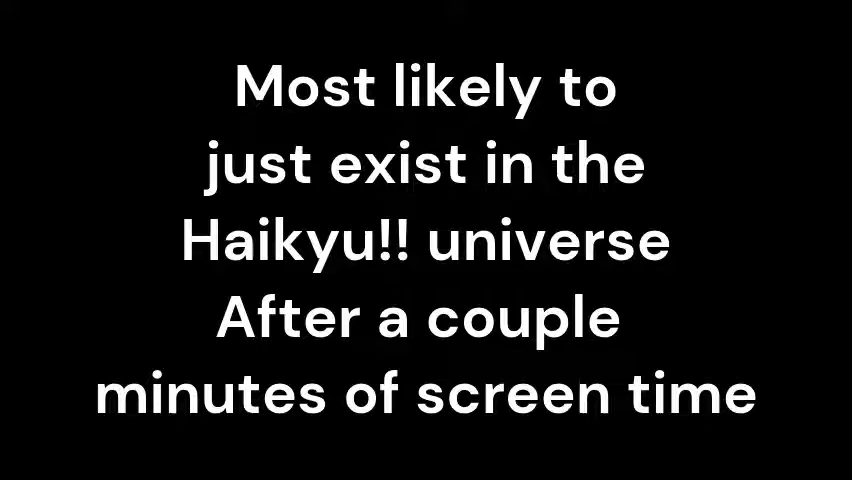 Most likely to
just exist in the
Haikyu!! universe
After a couple
minutes of screen time